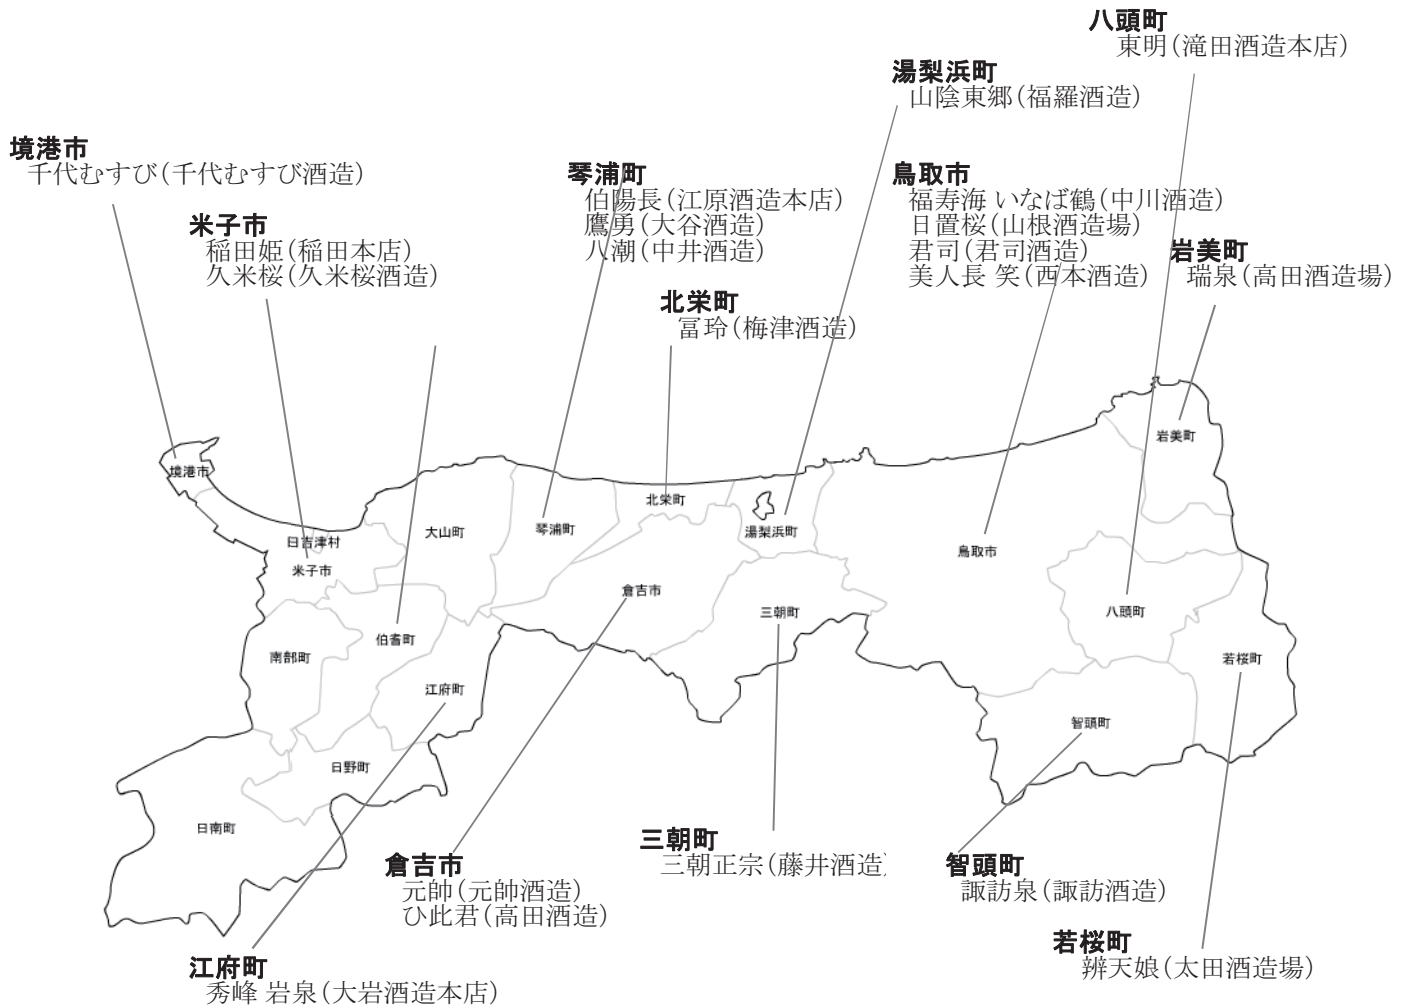 八頭町
東明(滝田酒造本店)
湯梨浜町
山陰東郷(福羅酒造)
境港市
千代むすび(千代むすび酒造)
琴浦町
伯陽長(江原酒造本店)
鷹勇(大谷酒造)
八潮(中井酒造)
鳥取市
福寿海 いなば鶴(中川酒造)
日置桜(山根酒造場)
君司(君司酒造)
美人長 笑(西本酒造)
米子市
稲田姫(稲田本店)
久米桜(久米桜酒造)
岩美町
瑞泉(高田酒造場)
北栄町
冨玲(梅津酒造)
岩美町
境港市
北栄町
大山町
琴浦町
湯梨浜町
日吉津村
鳥取市
米子市
倉吉市
三朝町
八頭町
伯耆町
南部町
若桜町
江府町
智頭町
日野町
日南町
三朝町
三朝正宗(藤井酒造)
倉吉市
元帥(元帥酒造)
ひ此君(高田酒造)
智頭町
諏訪泉(諏訪酒造)
若桜町
辨天娘(太田酒造場)
江府町
秀峰 岩泉(大岩酒造本店)